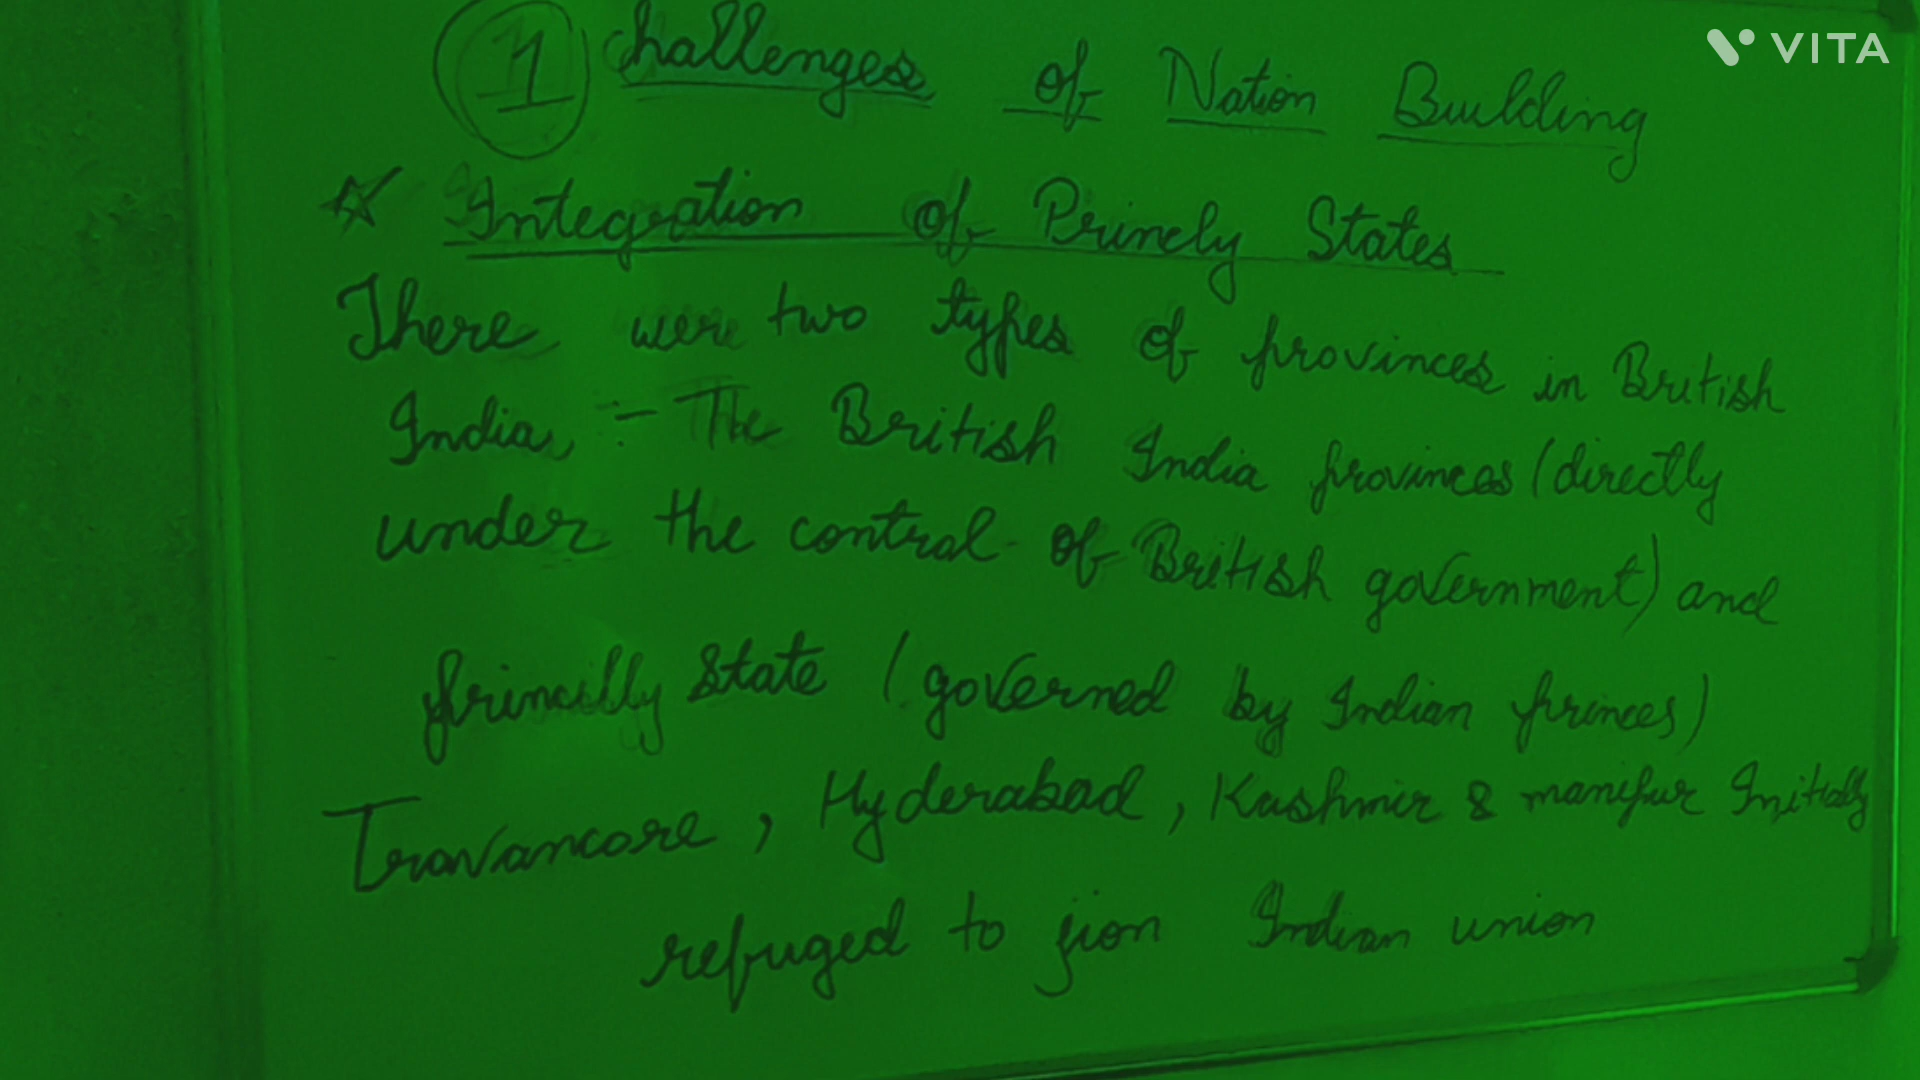 VITA
1 Challenges of Nation Building
☆ Integration of Princly States
There were two types of provinces in British
India, :- The British India provinces (directly
under the control of British government) and
princilly state (governed by Indian princes)
Travancore, Hyderabad, Kashmir & manipur Initially
refuged to jion Indian union